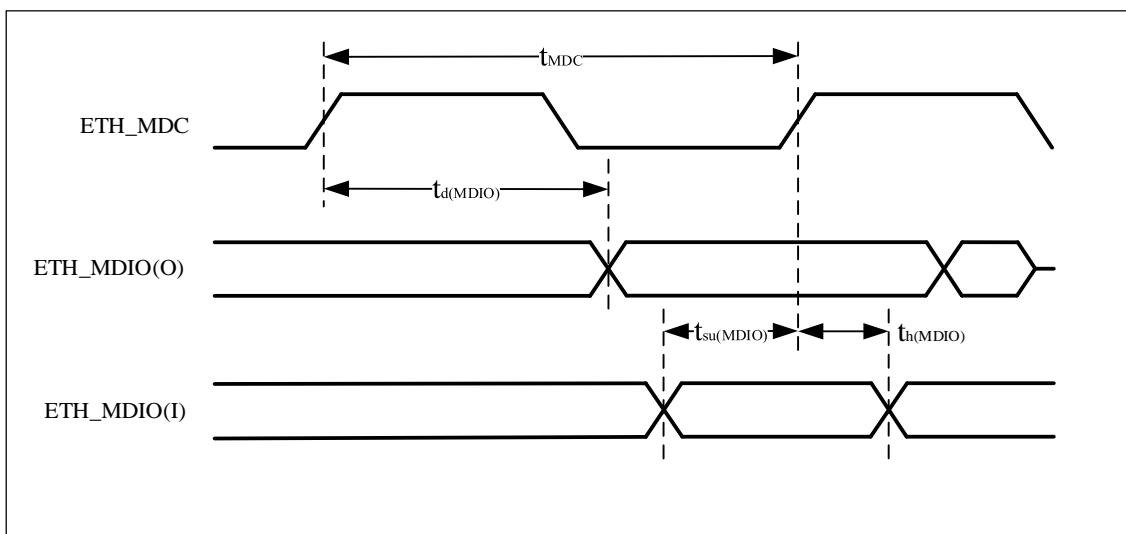 tMDC
ETH_MDC
td(MDIO)
ETH_MDIO(O)
tsu(MDIO) th(MDIO)
ETH_MDIO(I)